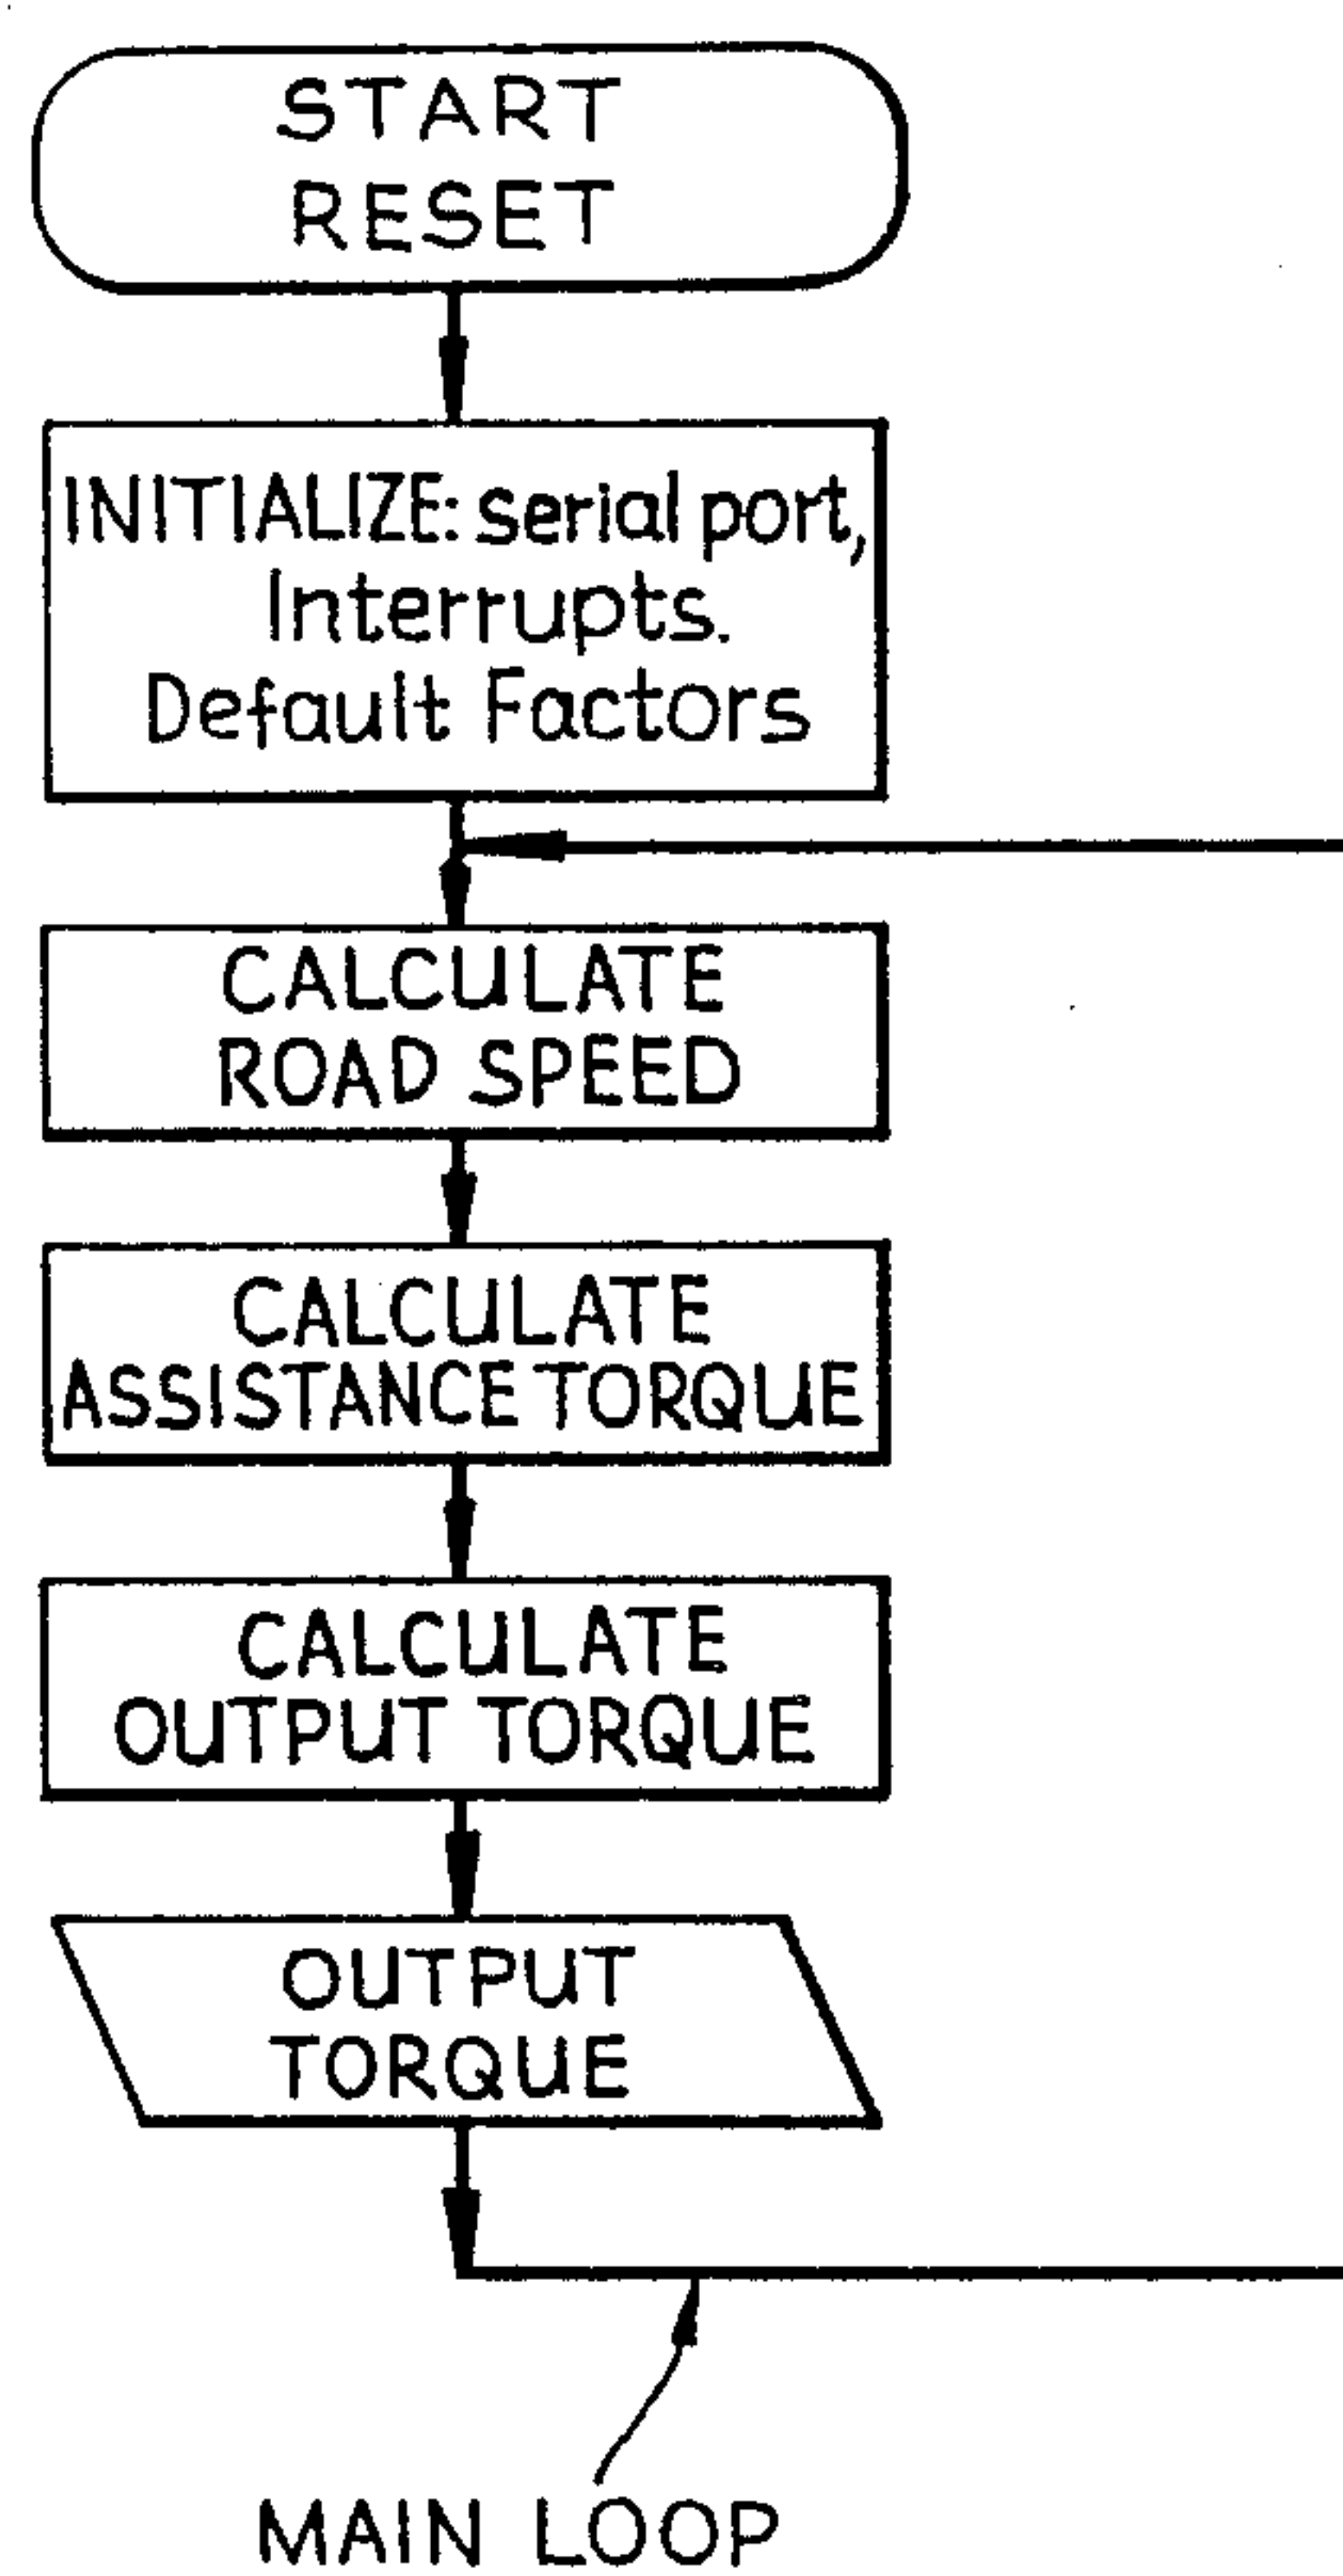 START
RESET
INITIALIZE: serial port,
Interrupts.
Default Factors
CALCULATE
ROAD SPEED
CALCULATE
ASSISTANCE TORQUE
CALCULATE
OUTPUT TORQUE
OUTPUT
TORQUE
MAIN LOOP